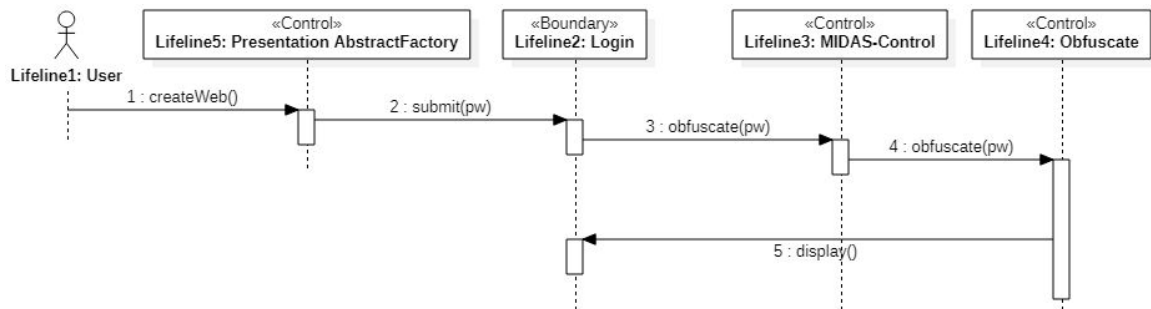 «Control»
Lifeline5: Presentation AbstractFactory
«Boundary»
Lifeline2: Login
«Control»
Lifeline3: MIDAS-Control
«Control»
Lifeline4: Obfuscate
Lifeline1: User
1 : createWeb()
2 : submit(pw)
3 : obfuscate(pw)
4 : obfuscate(pw)
5 : display()